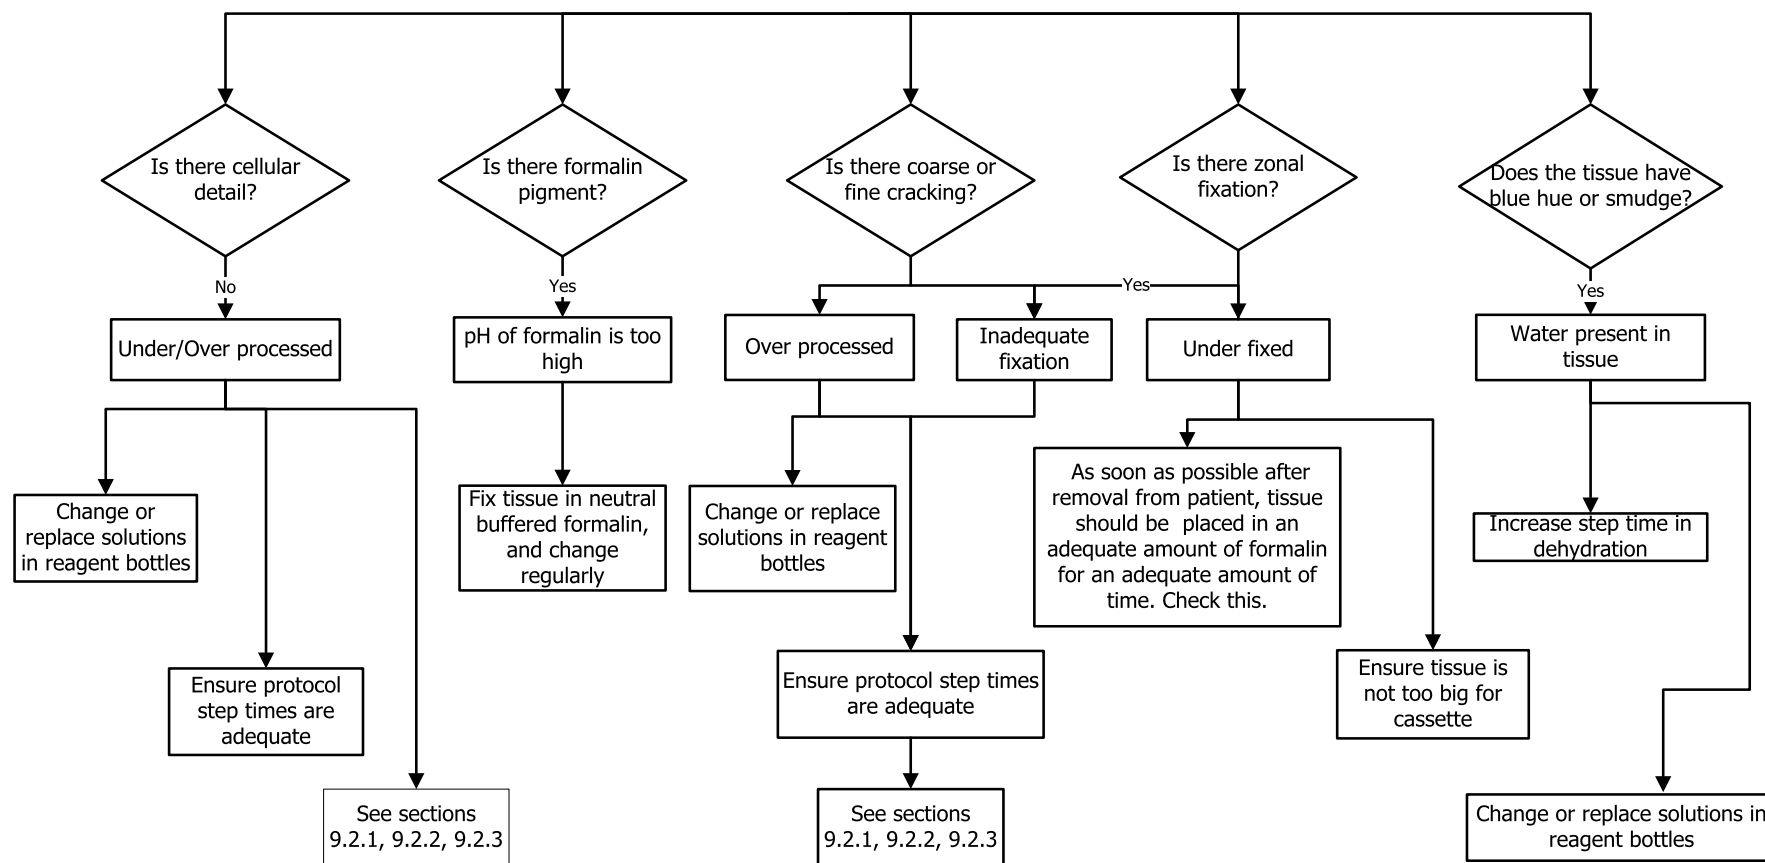 Is there cellular
detail?
Is there formalin
pigment?
Is there coarse or
fine cracking?
Is there zonal
fixation?
Does the tissue have
blue hue or smudge?
No
Yes
Yes
Yes
Under/Over processed
pH of formalin is too
high
Over processed
Inadequate
fixation
Under fixed
Water present in
tissue
Change or
replace solutions
in reagent bottles
Fix tissue in neutral
buffered formalin,
and change
regularly
Change or replace
solutions in reagent
bottles
As soon as possible after
removal from patient, tissue
should be placed in an
adequate amount of formalin
for an adequate amount of
time. Check this.
Increase step time in
dehydration
Ensure protocol
step times are
adequate
Ensure protocol step times
are adequate
Ensure tissue is
not too big for
cassette
See sections
9.2.1, 9.2.2, 9.2.3
See sections
9.2.1, 9.2.2, 9.2.3
Change or replace solutions in
reagent bottles